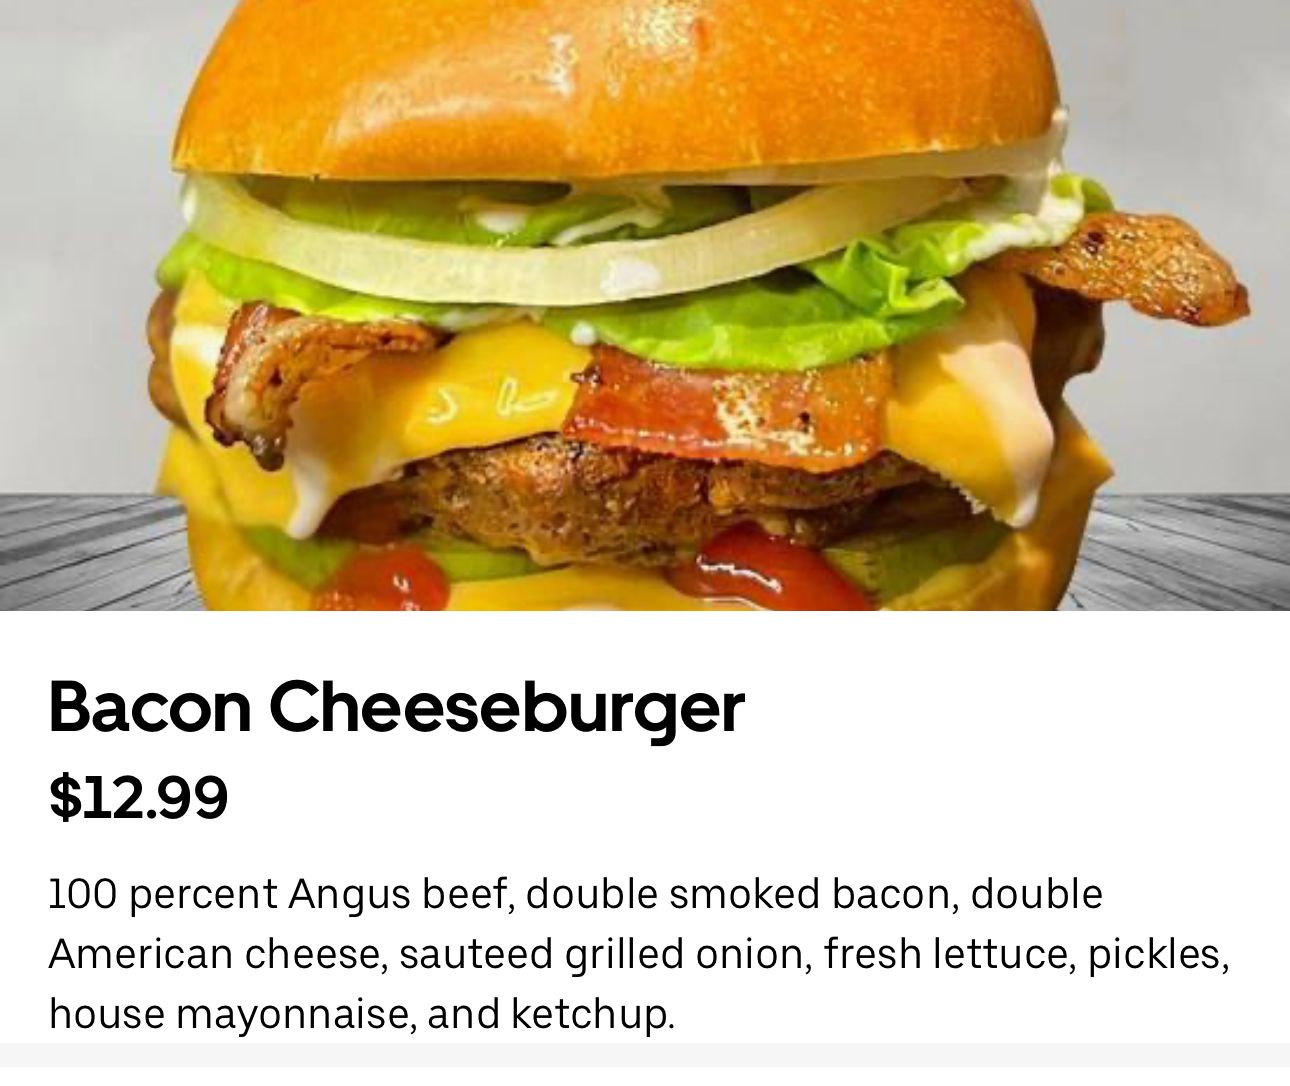 Bacon Cheeseburger
$12.99
100 percent Angus beef, double smoked bacon, double
American cheese, sauteed grilled onion, fresh lettuce, pickles,
house mayonnaise, and ketchup.